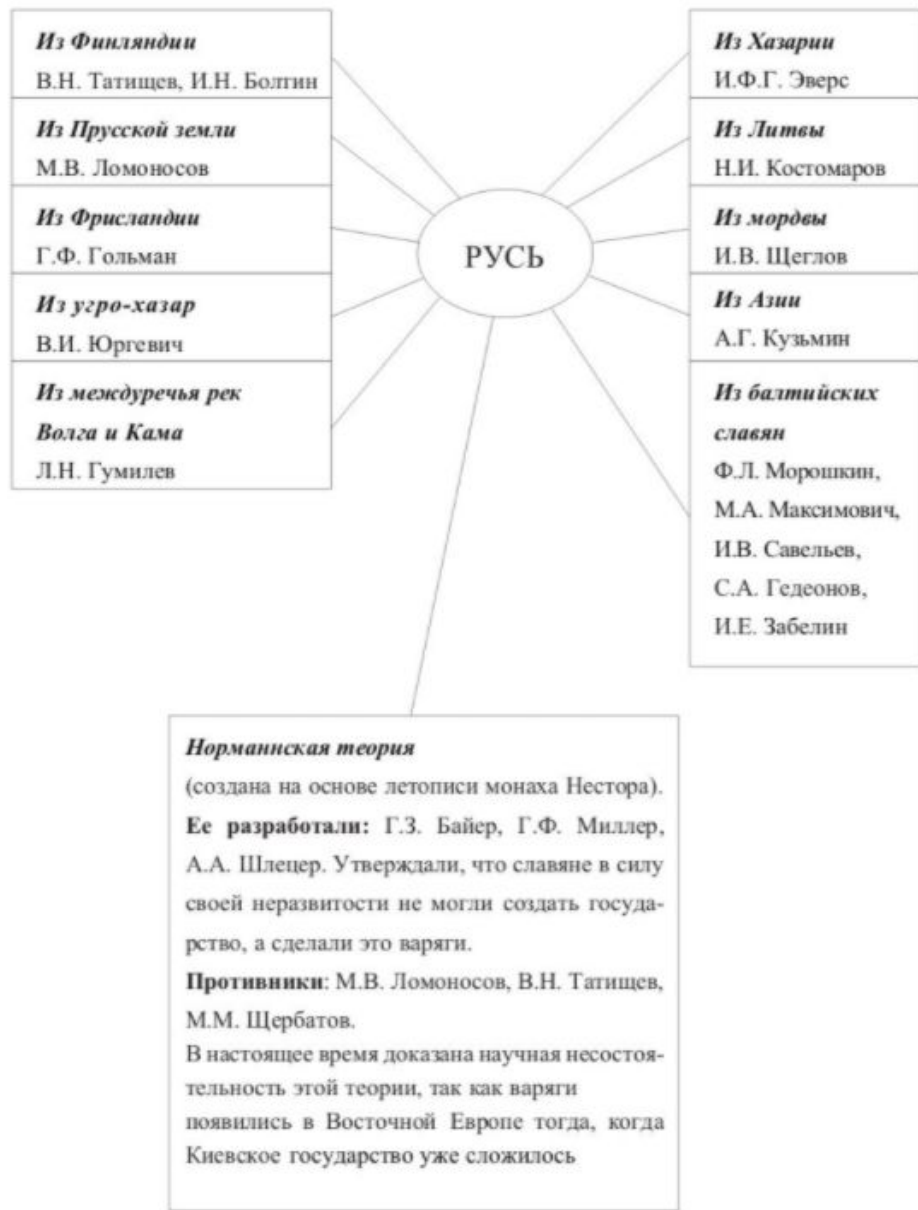 Из Финляндии
В.Н. Татищев, И.Н. Болтин
Из Прусской земли
М.В. Ломоносов
Из Фрисландии
Г.Ф. Гольман
Из угро-хазар
В.И. Юргевич
Из междуречья рек
Волга и Кама
Л.Н. Гумилев
РУСЬ
Из Хазарии
И.Ф.Г. Эверс
Из Литвы
Н.И. Костомаров
Из мордвы
И.В. Щеглов
Из Азии
А.Г. Кузьмин
Из балтийских
славян
Ф.Л. Морошкин,
М.А. Максимович,
И.В. Савельев,
С.А. Гедеонов,
И.Е. Забелин
Норманнская теория
(создана на основе летописи монаха Нестора).
Ее разработали: Г.З. Байер, Г.Ф. Миллер,
А.А. Шлецер. Утверждали, что славяне в силу
своей неразвитости не могли создать госуда-
рство, а сделали это варяги.
Противники: М.В. Ломоносов, В.Н. Татищев,
М.М. Щербатов.
В настоящее время доказана научная несостоя-
тельность этой теории, так как варяги
появились в Восточной Европе тогда, когда
Киевское государство уже сложилось